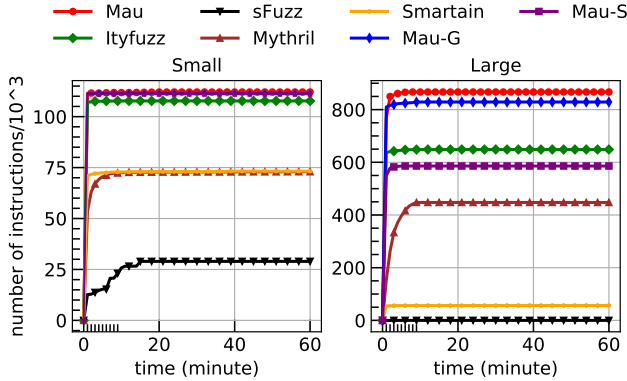 Mau sFuzz Smartain Mau-S
Ityfuzz Mythril Mau-G
Small Large
number of instructions/10^3
100
75
50
25
0
800
600
400
200
0
0 20 40 60
0 20 40 60
time (minute) time (minute)